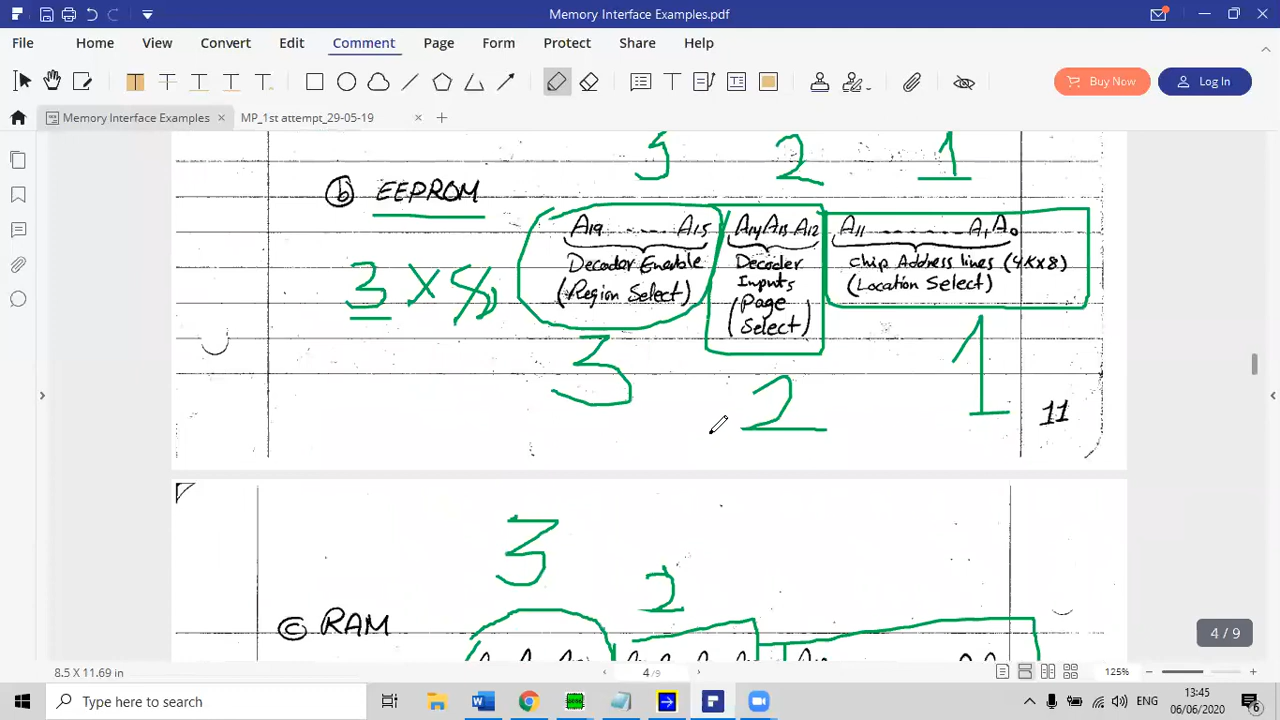 Memory Interface Examples.pdf
File Home View Convert Edit Comment Page Form Protect Share Help
Buy Now Log In
Memory Interface Examples × MP_1st attempt_29-05-19 × +
5 2 1
b EEPROM
A19 ...... A15 A14 A13 A12 A11 ........... A1 A0
Decoder Enable Decoder Chip Address lines (4K×8)
(Region Select) Inputs (Location Select)
(Page
Select)
3 × 8
3 2 1
11
3
2
c RAM
4 / 9
8.5 X 11.69 in
4 /9
125%
Type here to search
ENG
13:45
06/06/2020
6